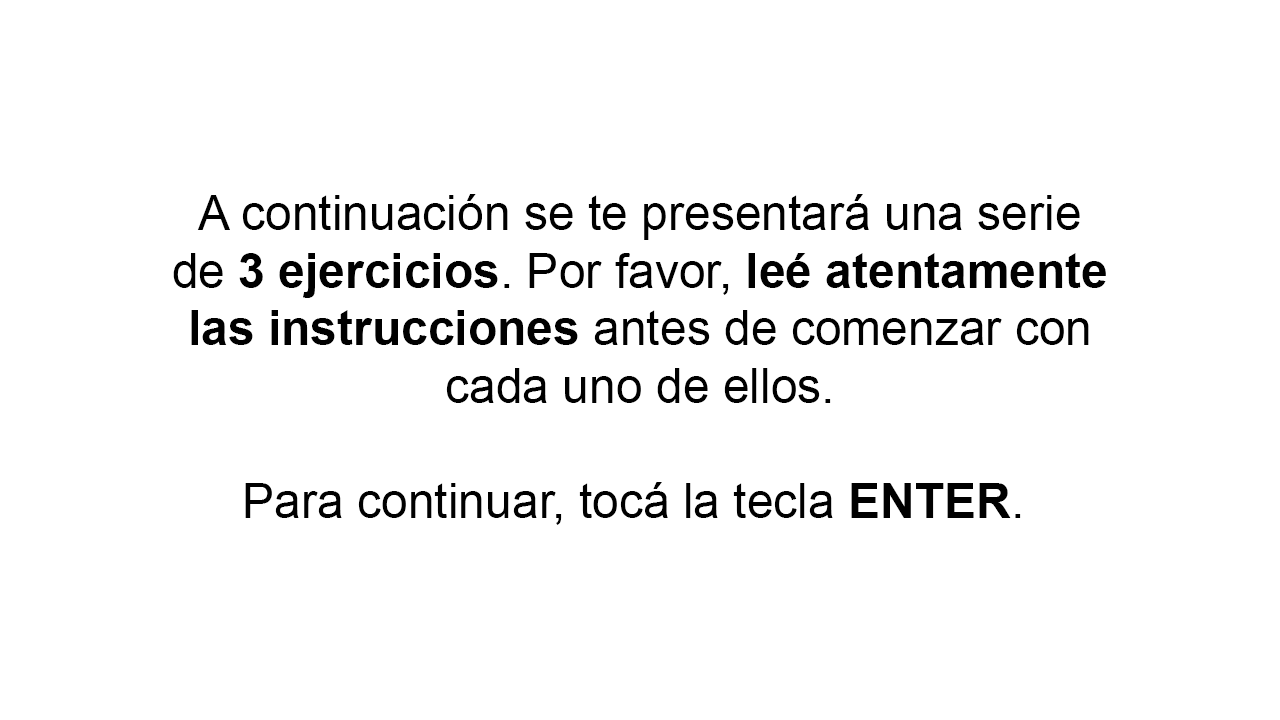 A continuación se te presentará una serie
de 3 ejercicios. Por favor, leé atentamente
las instrucciones antes de comenzar con
cada uno de ellos.
Para continuar, tocá la tecla ENTER.